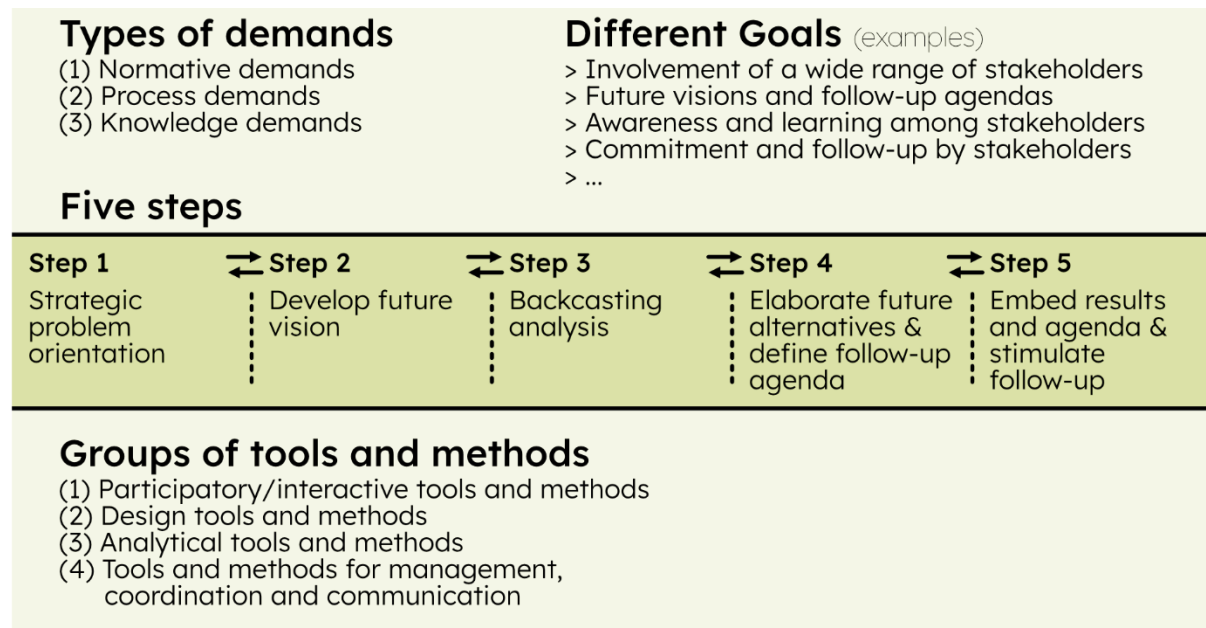 Types of demands
(1) Normative demands
(2) Process demands
(3) Knowledge demands
Different Goals (examples)
> Involvement of a wide range of stakeholders
> Future visions and follow-up agendas
> Awareness and learning among stakeholders
> Commitment and follow-up by stakeholders
> ...
Five steps
Step 1
Strategic
problem
orientation
Step 2
Develop future
vision
Step 3
Backcasting
analysis
Step 4
Elaborate future
alternatives &
define follow-up
agenda
Step 5
Embed results
and agenda &
stimulate
follow-up
Groups of tools and methods
(1) Participatory/interactive tools and methods
(2) Design tools and methods
(3) Analytical tools and methods
(4) Tools and methods for management,
coordination and communication